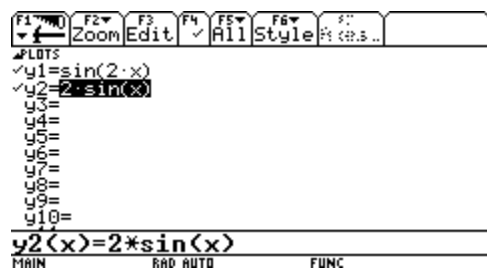 F1 F2 Zoom F3 Edit F4 ✓ F5 All F6 Style
PLOTS
✓y1=sin(2·x)
✓y2=2·sin(x)
y3=
y4=
y5=
y6=
y7=
y8=
y9=
y10=
y2(x)=2*sin(x)
MAIN RAD AUTO FUNC